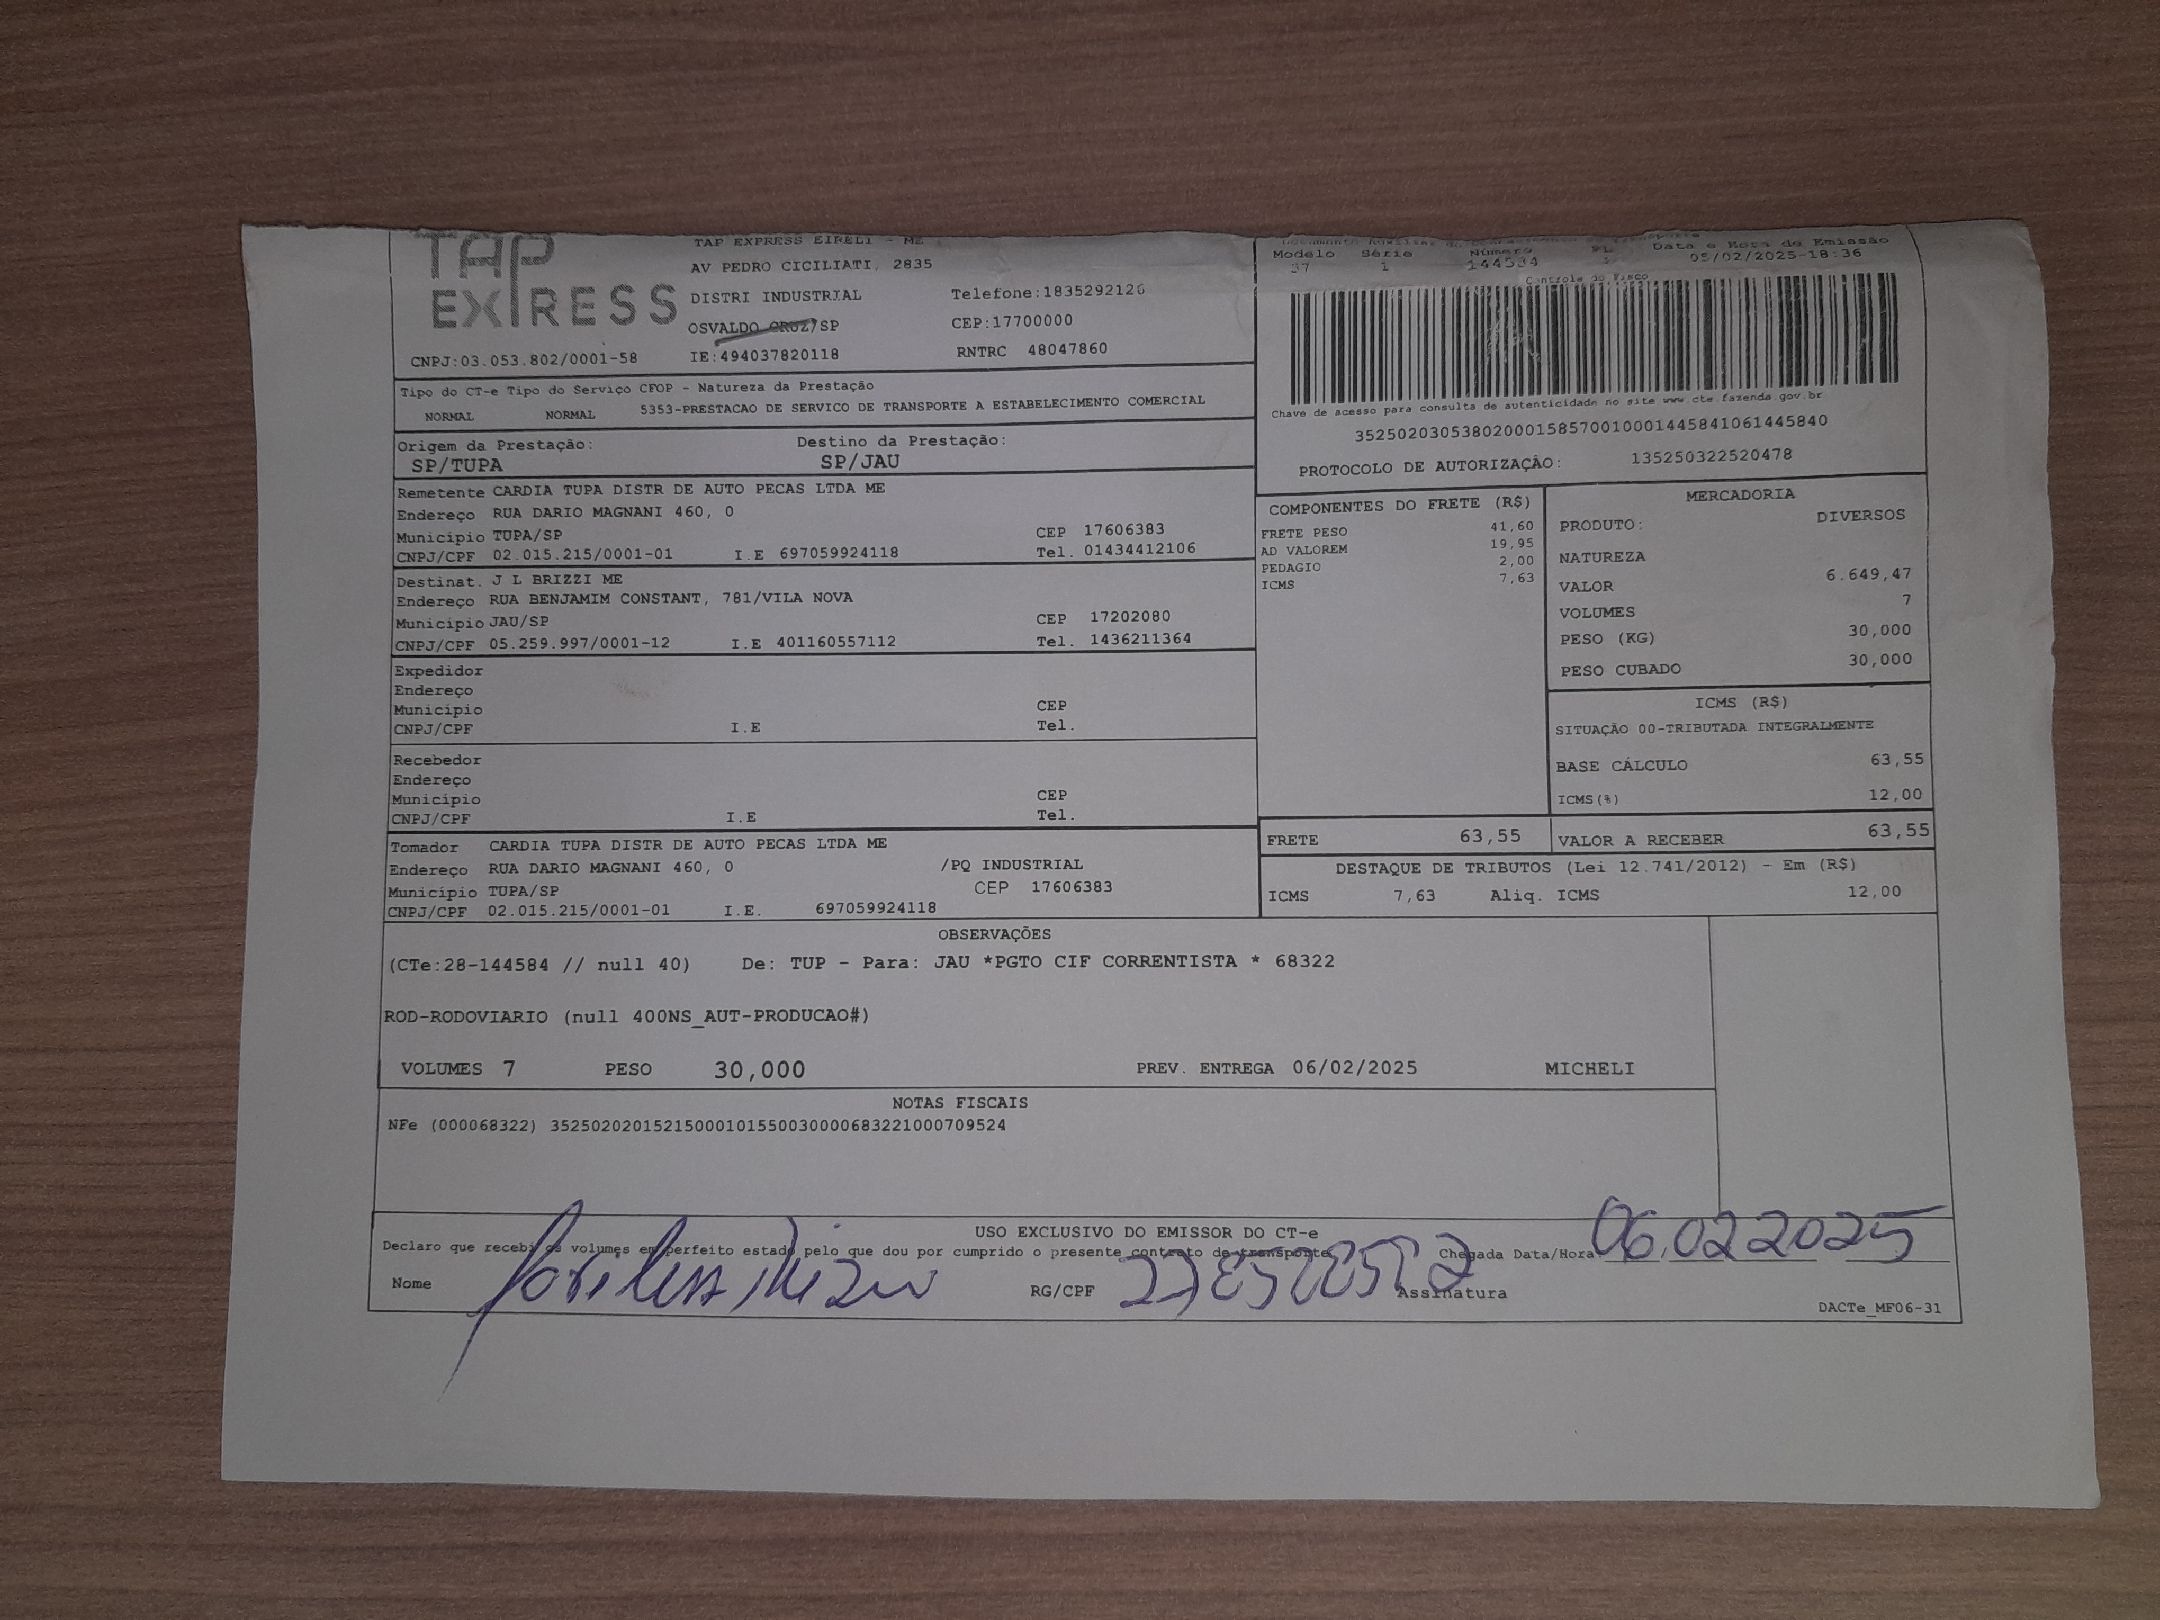 TAP EXPRESS
TAP EXPRESS EIRELI - ME
AV PEDRO CICILIATI, 2835
DISTRI INDUSTRIAL Telefone:1835292126
OSVALDO CRUZ/SP CEP:17700000
CNPJ:03.053.802/0001-58 IE:494037820118 RNTRC 48047860
Modelo Série Número FL Data e Hora de Emissão
57 1 144584 1 05/02/2025-18:36
Controle do Fisco
Chave de acesso para consulta de autenticidade no site www.cte.fazenda.gov.br
35250203053802000158570010001445841061445840
PROTOCOLO DE AUTORIZAÇÃO: 135250322520478
Tipo do CT-e Tipo do Serviço CFOP - Natureza da Prestação
NORMAL NORMAL 5353-PRESTACAO DE SERVICO DE TRANSPORTE A ESTABELECIMENTO COMERCIAL
Origem da Prestação: Destino da Prestação:
SP/TUPA SP/JAU
Remetente CARDIA TUPA DISTR DE AUTO PECAS LTDA ME
Endereço RUA DARIO MAGNANI 460, 0
Município TUPA/SP CEP 17606383
CNPJ/CPF 02.015.215/0001-01 I.E 697059924118 Tel. 01434412106
Destinat. J L BRIZZI ME
Endereço RUA BENJAMIM CONSTANT, 781/VILA NOVA
Município JAU/SP CEP 17202080
CNPJ/CPF 05.259.997/0001-12 I.E 401160557112 Tel. 1436211364
Expedidor
Endereço
Município CEP
CNPJ/CPF I.E Tel.
Recebedor
Endereço
Município CEP
CNPJ/CPF I.E Tel.
Tomador CARDIA TUPA DISTR DE AUTO PECAS LTDA ME
Endereço RUA DARIO MAGNANI 460, 0 /PQ INDUSTRIAL
Município TUPA/SP CEP 17606383
CNPJ/CPF 02.015.215/0001-01 I.E. 697059924118
COMPONENTES DO FRETE (R$)
FRETE PESO 41,60
AD VALOREM 19,95
PEDAGIO 2,00
ICMS 7,63
MERCADORIA
PRODUTO: DIVERSOS
NATUREZA
VALOR 6.649,47
VOLUMES 7
PESO (KG) 30,000
PESO CUBADO 30,000
ICMS (R$)
SITUAÇÃO 00-TRIBUTADA INTEGRALMENTE
BASE CÁLCULO 63,55
ICMS(%) 12,00
FRETE 63,55 VALOR A RECEBER 63,55
DESTAQUE DE TRIBUTOS (Lei 12.741/2012) - Em (R$)
ICMS 7,63 Aliq. ICMS 12,00
OBSERVAÇÕES
(CTe:28-144584 // null 40) De: TUP - Para: JAU *PGTO CIF CORRENTISTA * 68322
ROD-RODOVIARIO (null 400NS_AUT-PRODUCAO#)
VOLUMES 7 PESO 30,000 PREV. ENTREGA 06/02/2025 MICHELI
NOTAS FISCAIS
NFe (000068322) 35250202015215000101550030000683221000709524
USO EXCLUSIVO DO EMISSOR DO CT-e
Declaro que recebi os volumes em perfeito estado pelo que dou por cumprido o presente contrato de transporte Chegada Data/Hora 06.02 2025
Nome RG/CPF Assinatura
DACTe_MF06-31